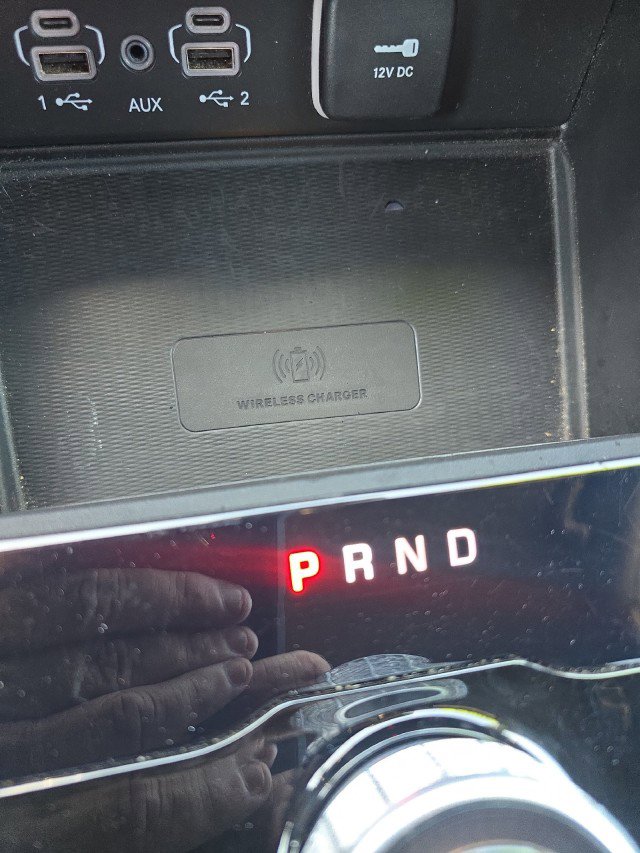 1 AUX 2
12V DC
WIRELESS CHARGER
P R N D